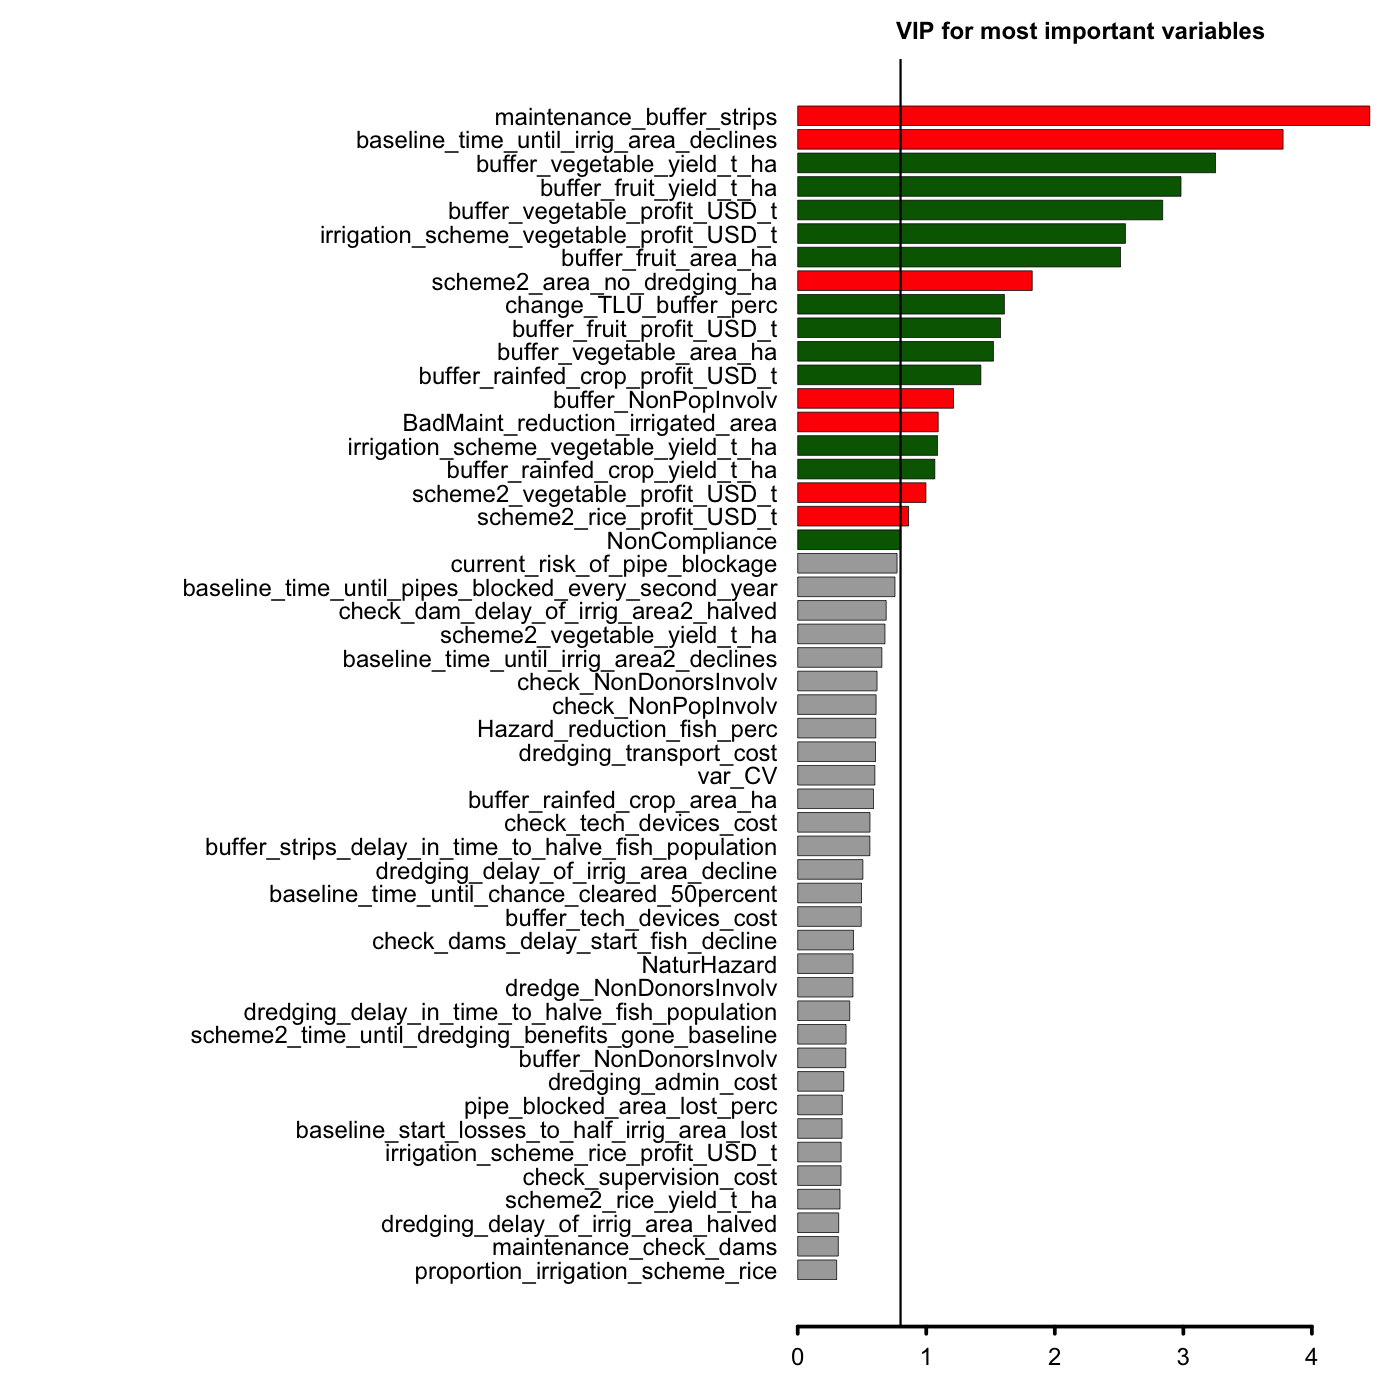 VIP for most important variables
maintenance_buffer_strips
baseline_time_until_irrig_area_declines
buffer_vegetable_yield_t_ha
buffer_fruit_yield_t_ha
buffer_vegetable_profit_USD_t
irrigation_scheme_vegetable_profit_USD_t
buffer_fruit_area_ha
scheme2_area_no_dredging_ha
change_TLU_buffer_perc
buffer_fruit_profit_USD_t
buffer_vegetable_area_ha
buffer_rainfed_crop_profit_USD_t
buffer_NonPopInvolv
BadMaint_reduction_irrigated_area
irrigation_scheme_vegetable_yield_t_ha
buffer_rainfed_crop_yield_t_ha
scheme2_vegetable_profit_USD_t
scheme2_rice_profit_USD_t
NonCompliance
current_risk_of_pipe_blockage
baseline_time_until_pipes_blocked_every_second_year
check_dam_delay_of_irrig_area2_halved
scheme2_vegetable_yield_t_ha
baseline_time_until_irrig_area2_declines
check_NonDonorsInvolv
check_NonPopInvolv
Hazard_reduction_fish_perc
dredging_transport_cost
var_CV
buffer_rainfed_crop_area_ha
check_tech_devices_cost
buffer_strips_delay_in_time_to_halve_fish_population
dredging_delay_of_irrig_area_decline
baseline_time_until_chance_cleared_50percent
buffer_tech_devices_cost
check_dams_delay_start_fish_decline
NaturHazard
dredge_NonDonorsInvolv
dredging_delay_in_time_to_halve_fish_population
scheme2_time_until_dredging_benefits_gone_baseline
buffer_NonDonorsInvolv
dredging_admin_cost
pipe_blocked_area_lost_perc
baseline_start_losses_to_half_irrig_area_lost
irrigation_scheme_rice_profit_USD_t
check_supervision_cost
scheme2_rice_yield_t_ha
dredging_delay_of_irrig_area_halved
maintenance_check_dams
proportion_irrigation_scheme_rice
0 1 2 3 4